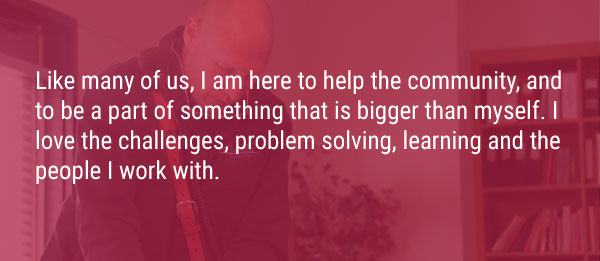 Like many of us, I am here to help the community, and
to be a part of something that is bigger than myself. I
love the challenges, problem solving, learning and the
people I work with.